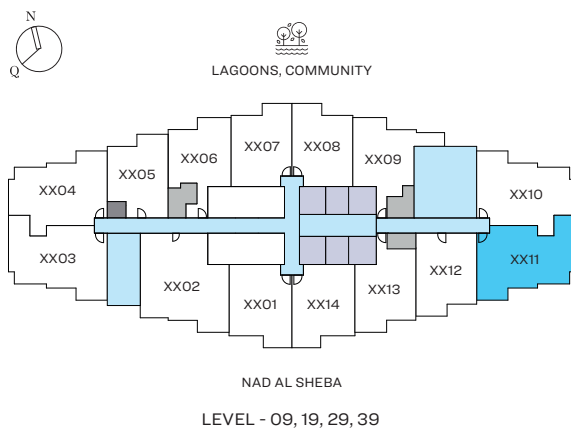 N
Q
LAGOONS, COMMUNITY
XX07
XX08
XX06
XX09
XX05
XX04
XX10
XX03
XX11
XX12
XX13
XX02
XX01
XX14
NAD AL SHEBA
LEVEL - 09, 19, 29, 39